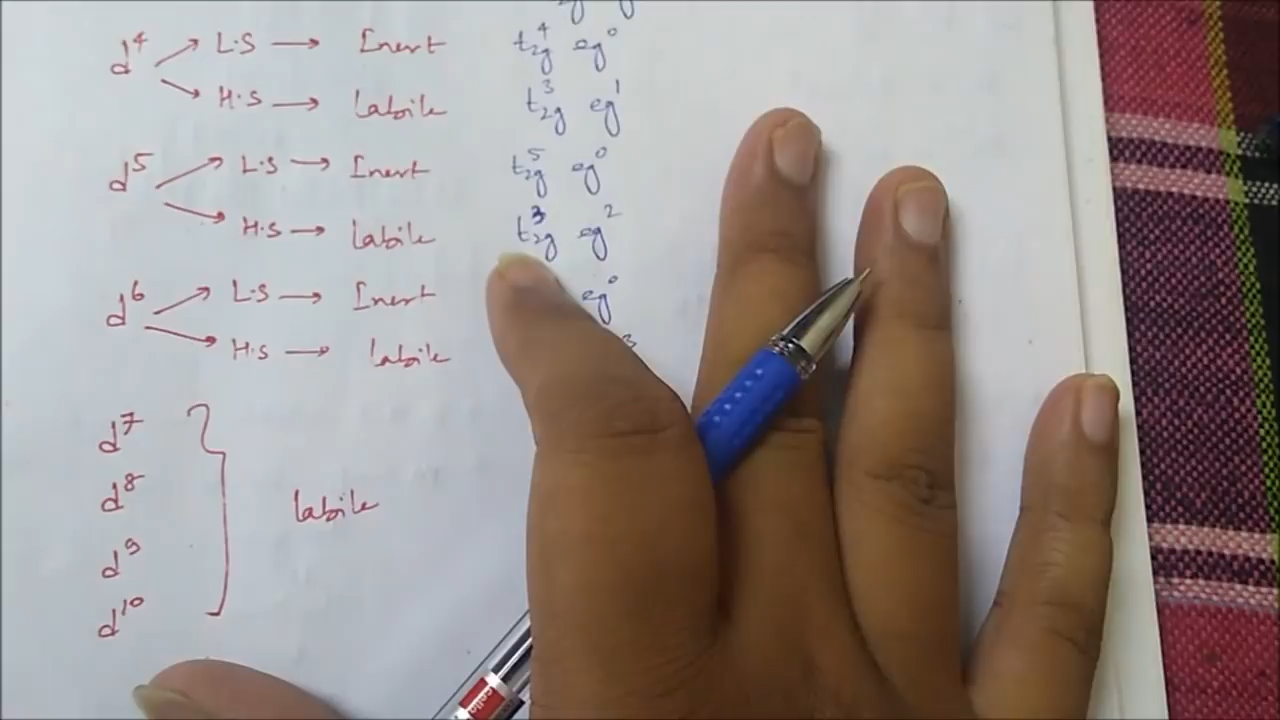 d⁴ → L.S → Inert t₂g⁴ eg⁰
→ H.S → Labile t₂g³ eg¹
d⁵ → L.S → Inert t₂g⁵ eg⁰
→ H.S → Labile t₂g³ eg²
d⁶ → L.S → Inert eg⁰
→ H.S → Labile
d⁷
d⁸
labile
d⁹
d¹⁰
cello